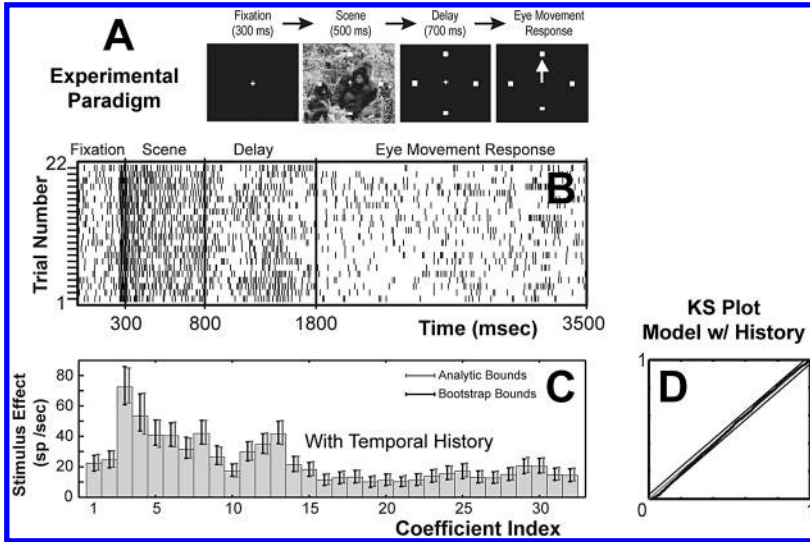 A
Experimental
Paradigm
Fixation
(300 ms)
Scene
(500 ms)
Delay
(700 ms)
Eye Movement
Response
Fixation Scene Delay Eye Movement Response
B
Trial Number
22
1
300 800 1800 Time (msec) 3500
C
Stimulus Effect
(sp /sec)
80
60
40
20
0
Analytic Bounds
Bootstrap Bounds
With Temporal History
1 5 10 15 20 25 30
Coefficient Index
KS Plot
Model w/ History
D
1
0 1